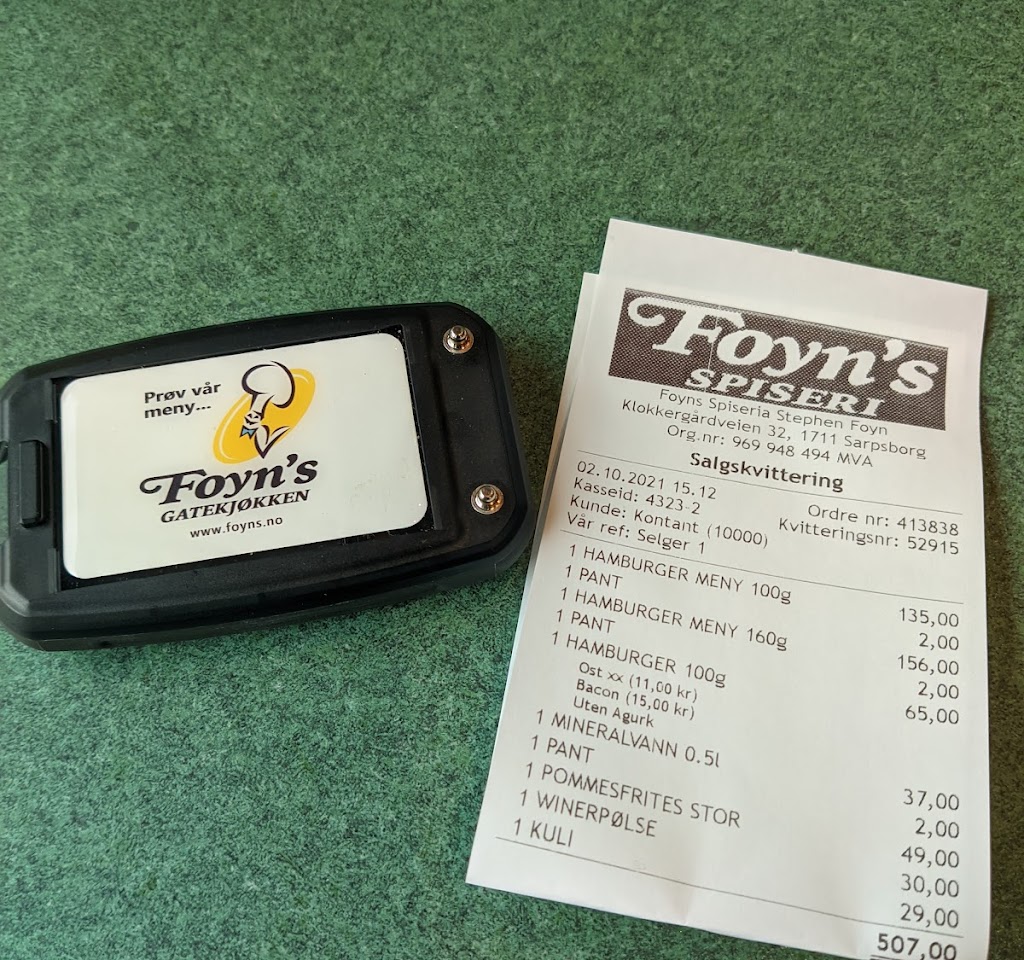 Prøv vår
meny...
Foyn's
GATEKJØKKEN
www.foyns.no
Foyn's
SPISERI
Foyns Spiseria Stephen Foyn
Klokkergårdveien 32, 1711 Sarpsborg
Org.nr: 969 948 494 MVA
Salgskvittering
02.10.2021 15.12 Ordre nr: 413838
Kasseid: 4323-2 Kvitteringsnr: 52915
Kunde: Kontant (10000)
Vår ref: Selger 1
1 HAMBURGER MENY 100g 135,00
1 PANT 2,00
1 HAMBURGER MENY 160g 156,00
1 PANT 2,00
1 HAMBURGER 100g 65,00
Ost xx (11,00 kr)
Bacon (15,00 kr)
Uten Agurk
1 MINERALVANN 0.5l 37,00
1 PANT 2,00
1 POMMESFRITES STOR 49,00
1 WINERPØLSE 30,00
1 KULI 29,00
507,00